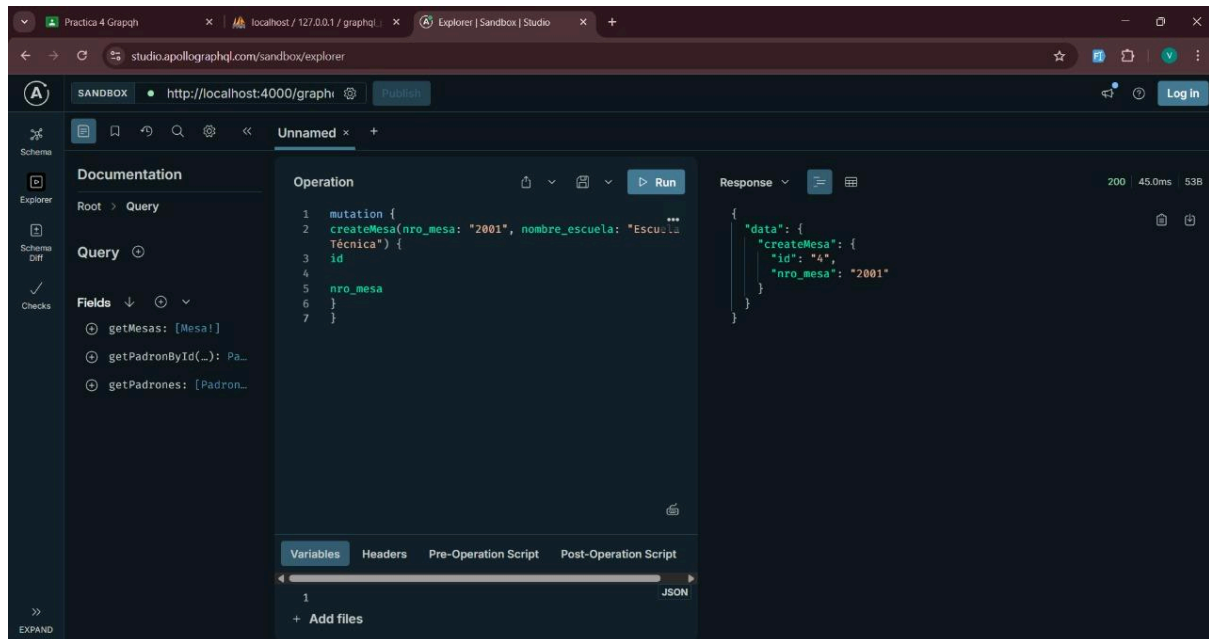 Practica 4 Grapqh
localhost / 127.0.0.1 / graphql_
Explorer | Sandbox | Studio
studio.apollographql.com/sandbox/explorer
V
A
SANDBOX
http://localhost:4000/graph
Publish
Log in
Schema
Explorer
Schema
Diff
Checks
EXPAND
Documentation
Root > Query
Query
Fields
getMesas: [Mesa!]
getPadronById(…): Pa…
getPadrones: [Padron…
Unnamed × +
Operation
Run
1 mutation {
2 createMesa(nro_mesa: "2001", nombre_escuela: "Escuela
Técnica") {
3 id
4
5 nro_mesa
6 }
7 }
Variables Headers Pre-Operation Script Post-Operation Script
1
JSON
+ Add files
Response
200 45.0ms 53B
{
"data": {
"createMesa": {
"id": "4",
"nro_mesa": "2001"
}
}
}